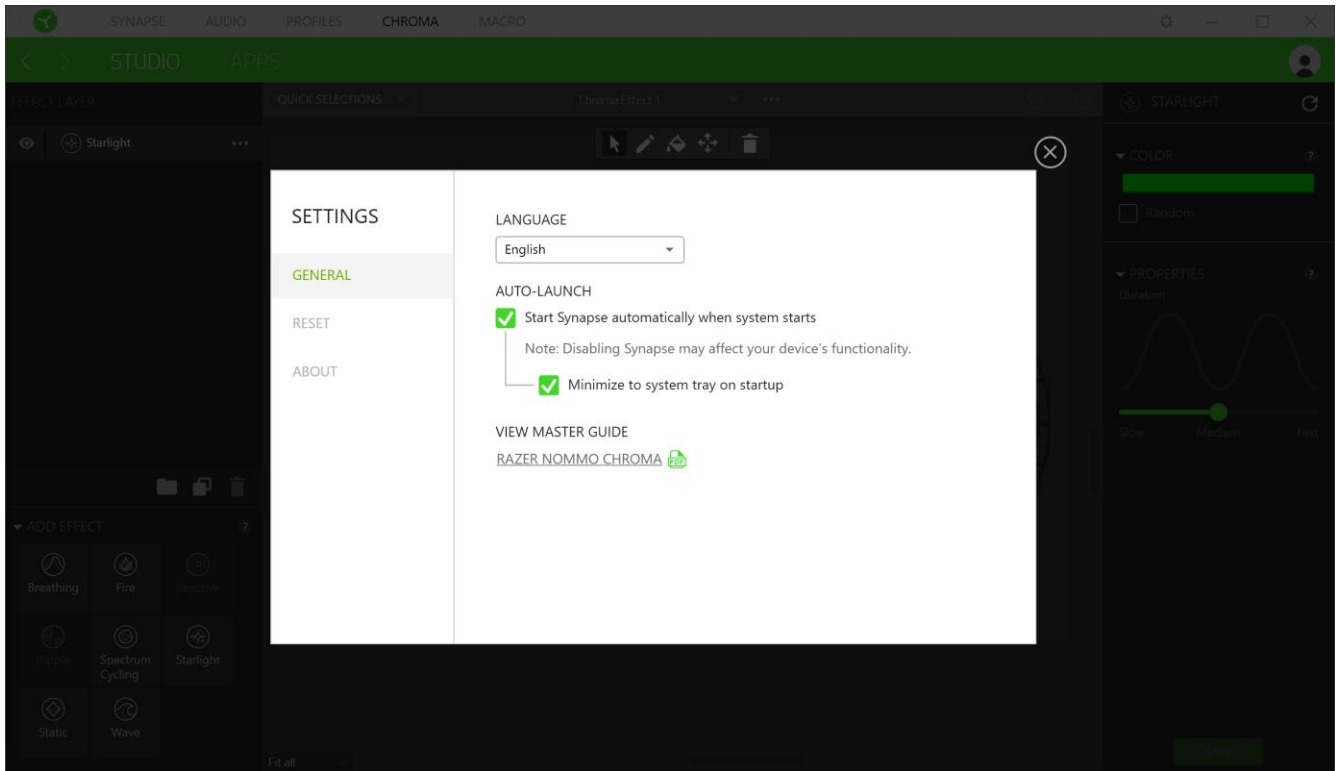 SYNAPSE AUDIO PROFILES CHROMA MACRO
STUDIO APPS
EFFECT LAYER
QUICK SELECTIONS
Chroma Effect 1
STARLIGHT
Starlight
COLOR ?
Random
SETTINGS
GENERAL
RESET
ABOUT
LANGUAGE
English
AUTO-LAUNCH
Start Synapse automatically when system starts
Note: Disabling Synapse may affect your device's functionality.
Minimize to system tray on startup
VIEW MASTER GUIDE
RAZER NOMMO CHROMA PDF
PROPERTIES ?
Duration
Slow Medium Fast
ADD EFFECT ?
Breathing Fire Reactive
Ripple Spectrum Cycling Starlight
Static Wave
Fit all
SAVE